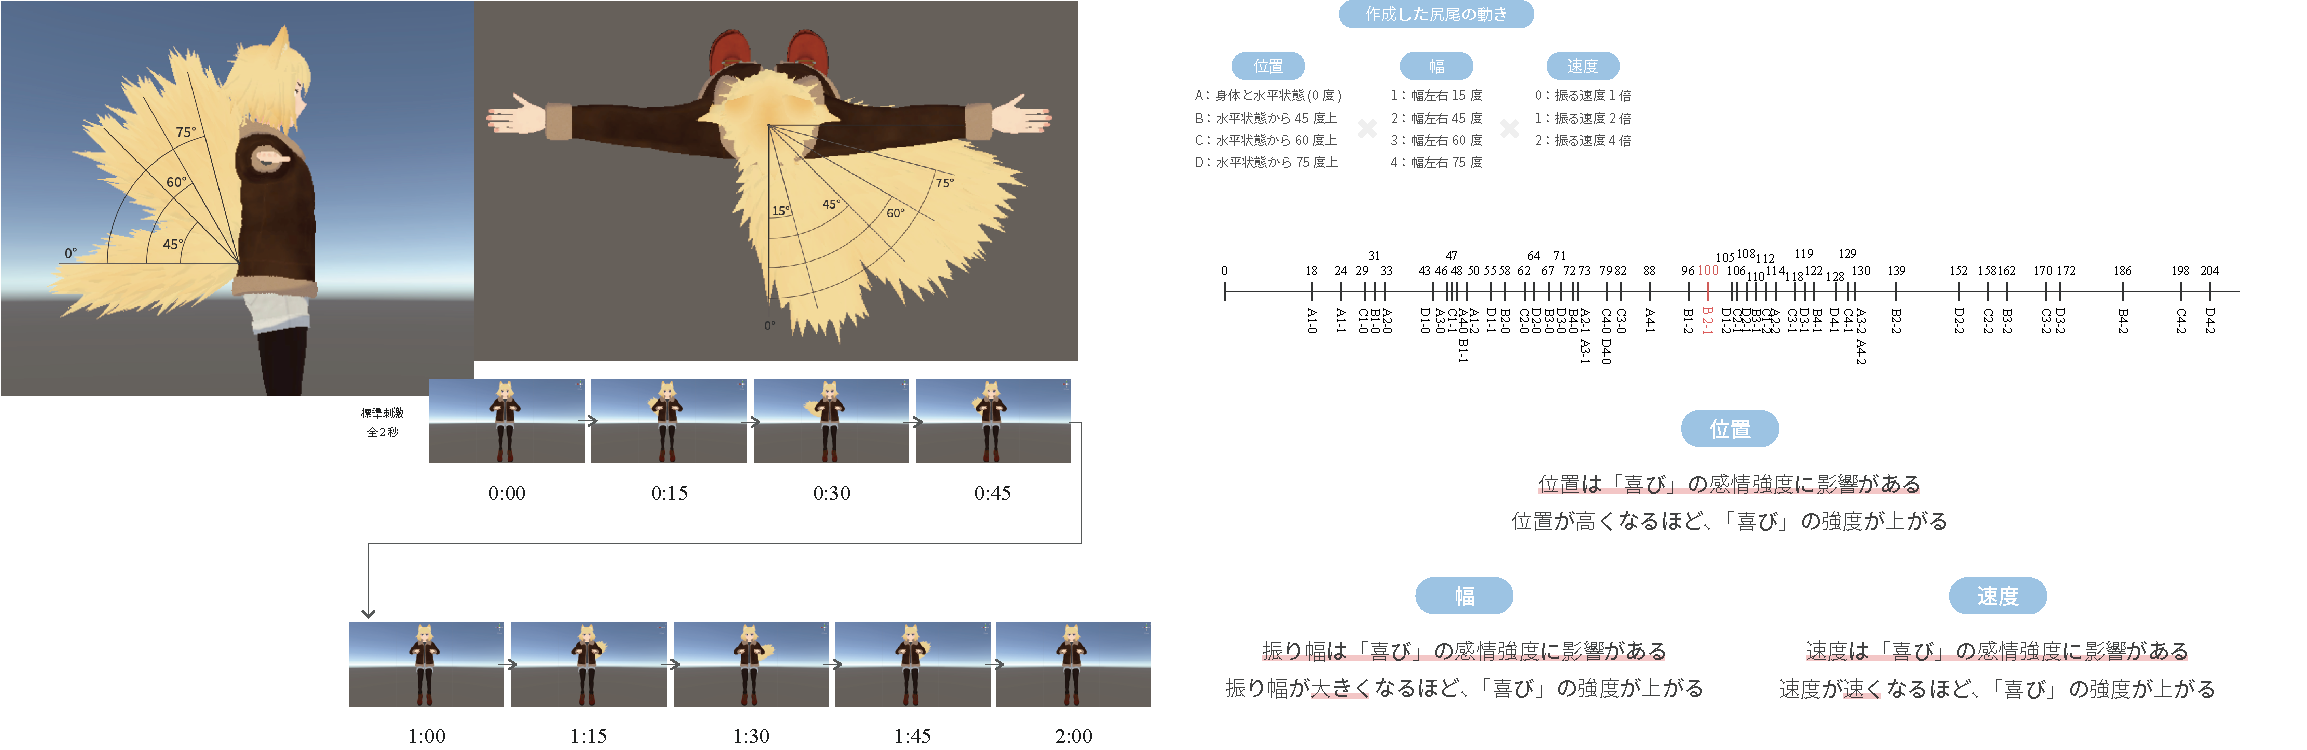 75°
60°
45°
0°
15°
45°
60°
75°
0°
標準刺激
全2秒
0:00
0:15
0:30
0:45
1:00
1:15
1:30
1:45
2:00
作成した尻尾の動き
位置
A：身体と水平状態(0 度)
B：水平状態から 45 度上
C：水平状態から 60 度上
D：水平状態から 75 度上
幅
1：幅左右 15 度
2：幅左右 45 度
3：幅左右 60 度
4：幅左右 75 度
速度
0：振る速度 1 倍
1：振る速度 2 倍
2：振る速度 4 倍
0 18 24 29 31 33 43 46 47 48 50 55 58 62 64 67 71 72 73 79 82 88 96 100 105 106 108 110 112 114 118 119 122 128 129 130 139 152 158 162 170 172 186 198 204
A1-0 A1-1 C1-0 B1-0 A2-0 D1-0 A3-0 C1-1 A4-0 B1-1 A1-2 D1-1 B2-0 C2-0 D2-0 B3-0 D3-0 B4-0 A2-1 A3-1 C4-0 D4-0 C3-0 A4-1 B1-2 B2-1 D1-2 B3-1 A2-2 C3-1 D3-1 B4-1 D4-1 C4-1 A3-2 A4-2 B2-2 D2-2 C2-2 B3-2 C3-2 D3-2 B4-2 C4-2 D4-2
位置
位置は「喜び」の感情強度に影響がある
位置が高くなるほど、「喜び」の強度が上がる
幅
振り幅は「喜び」の感情強度に影響がある
振り幅が大きくなるほど、「喜び」の強度が上がる
速度
速度は「喜び」の感情強度に影響がある
速度が速くなるほど、「喜び」の強度が上がる